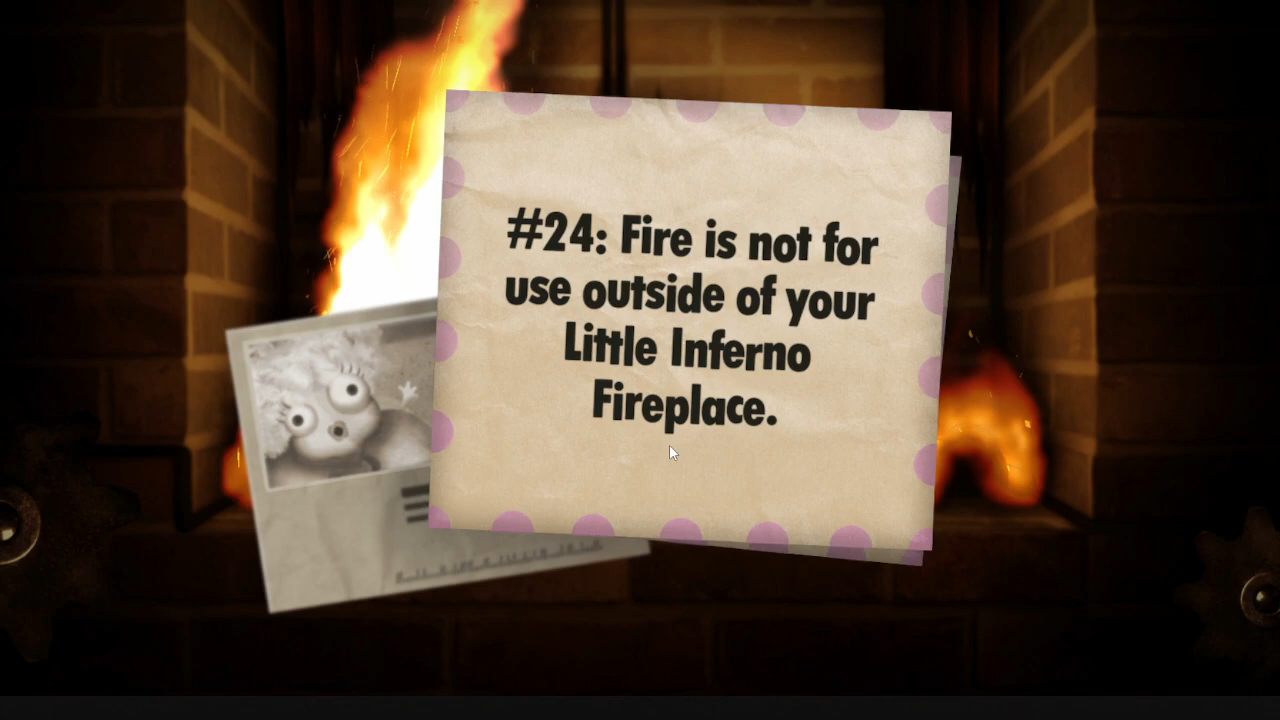 #24: Fire is not for
use outside of your
Little Inferno
Fireplace.